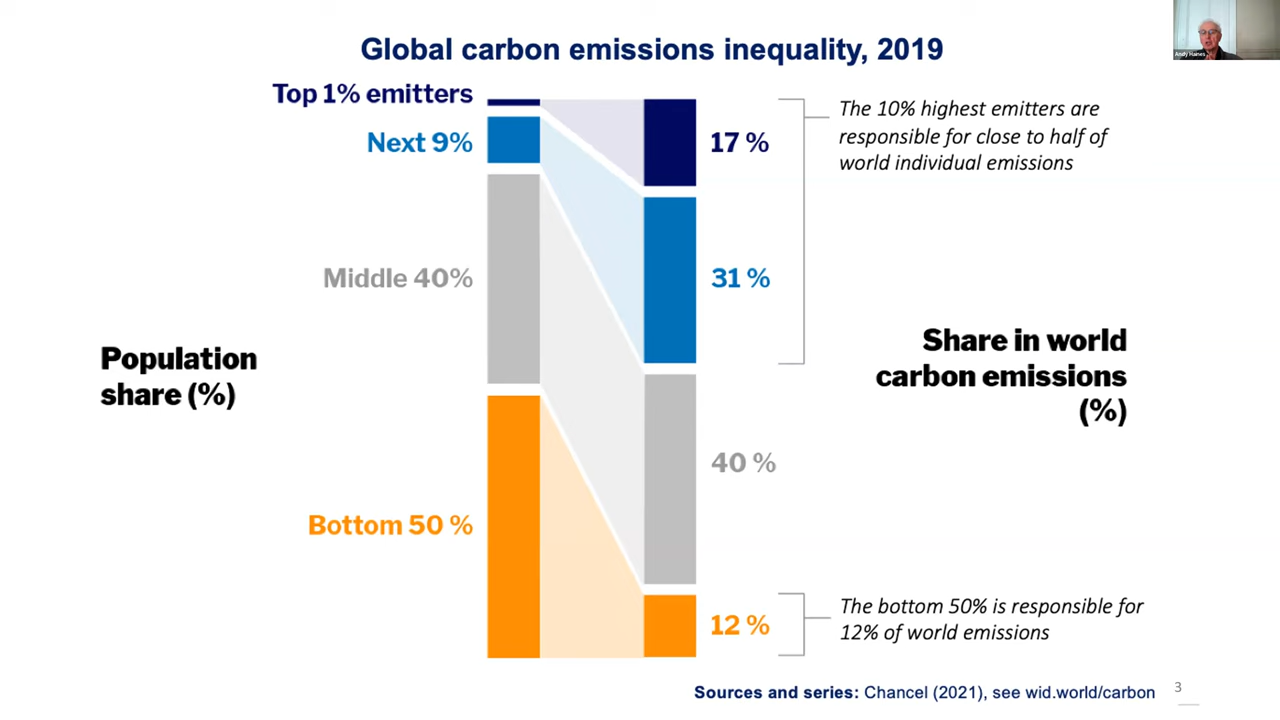 Global carbon emissions inequality, 2019
Andy Haines
Top 1% emitters
Next 9%
Middle 40%
Bottom 50 %
Population
share (%)
17 %
31 %
40 %
12 %
The 10% highest emitters are
responsible for close to half of
world individual emissions
Share in world
carbon emissions
(%)
The bottom 50% is responsible for
12% of world emissions
Sources and series: Chancel (2021), see wid.world/carbon
3